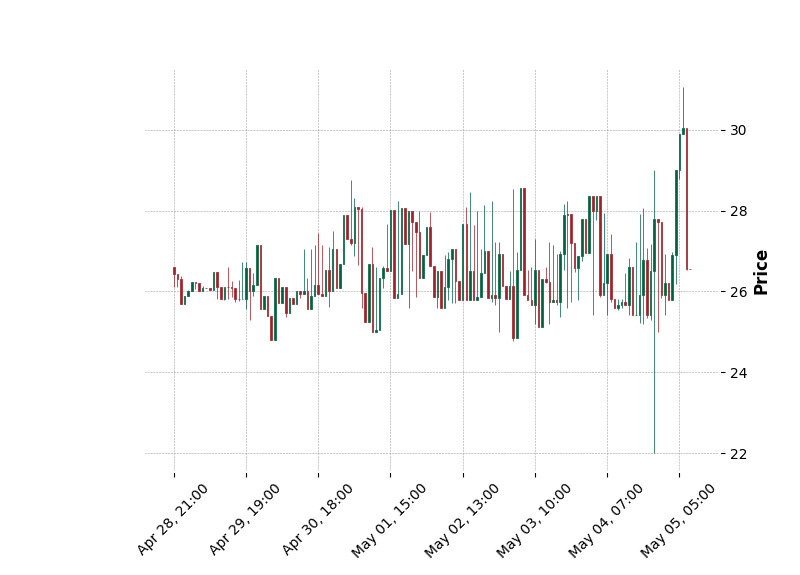 30
28
26
24
22
Price
Apr 28, 21:00
Apr 29, 19:00
Apr 30, 18:00
May 01, 15:00
May 02, 13:00
May 03, 10:00
May 04, 07:00
May 05, 05:00